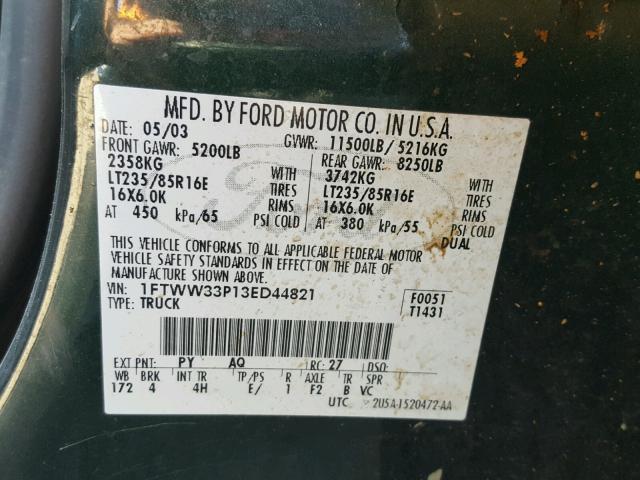 MFD. BY FORD MOTOR CO. IN U.S.A.
DATE: 05/03 GVWR: 11500LB/ 5216KG
FRONT GAWR: 5200LB REAR GAWR: 8250LB
2358KG WITH 3742KG WITH
LT235/85R16E TIRES LT235/85R16E TIRES
16X6.0K RIMS 16X6.0K RIMS
AT 450 kPa/65 PSI COLD AT 380 kPa/55 PSI COLD
DUAL
THIS VEHICLE CONFORMS TO ALL APPLICABLE FEDERAL MOTOR
VEHICLE SAFETY STANDARDS IN EFFECT ON THE DATE OF
MANUFACTURE SHOWN ABOVE.
VIN: 1FTWW33P13ED44821 F0051
TYPE: TRUCK T1431
EXT PNT: PY AQ RC: 27 DSO:
WB BRK INT TR TP/PS R AXLE TR SPR
172 4 4H E/ 1 F2 B VC
UTC 2U5A-1520472-AA
Ford